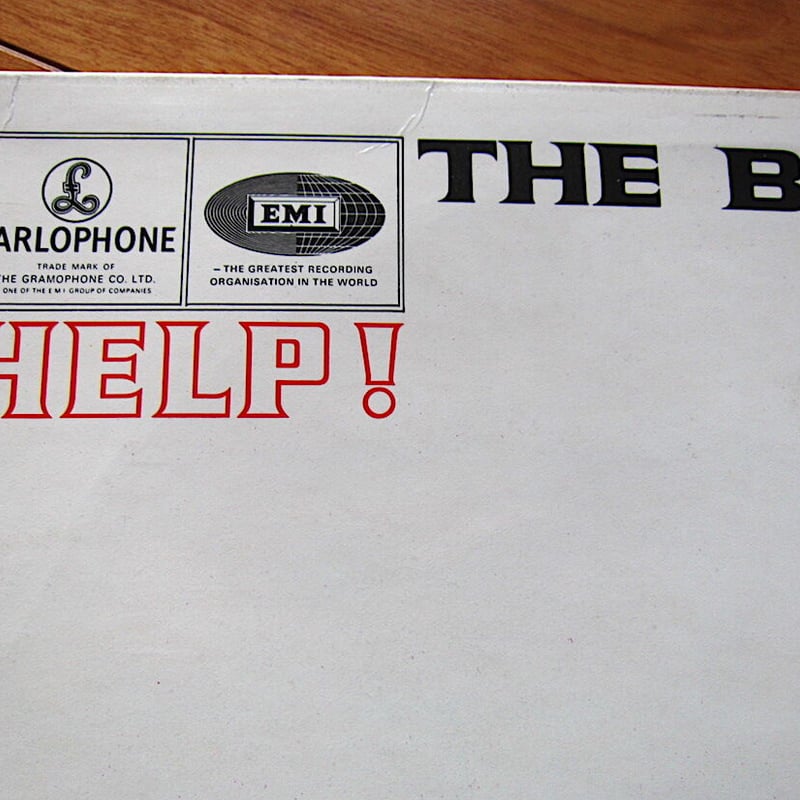 £
ARLOPHONE
TRADE MARK OF
THE GRAMOPHONE CO. LTD.
ONE OF THE E M I GROUP OF COMPANIES
EMI
– THE GREATEST RECORDING
ORGANISATION IN THE WORLD
THE B
HELP!